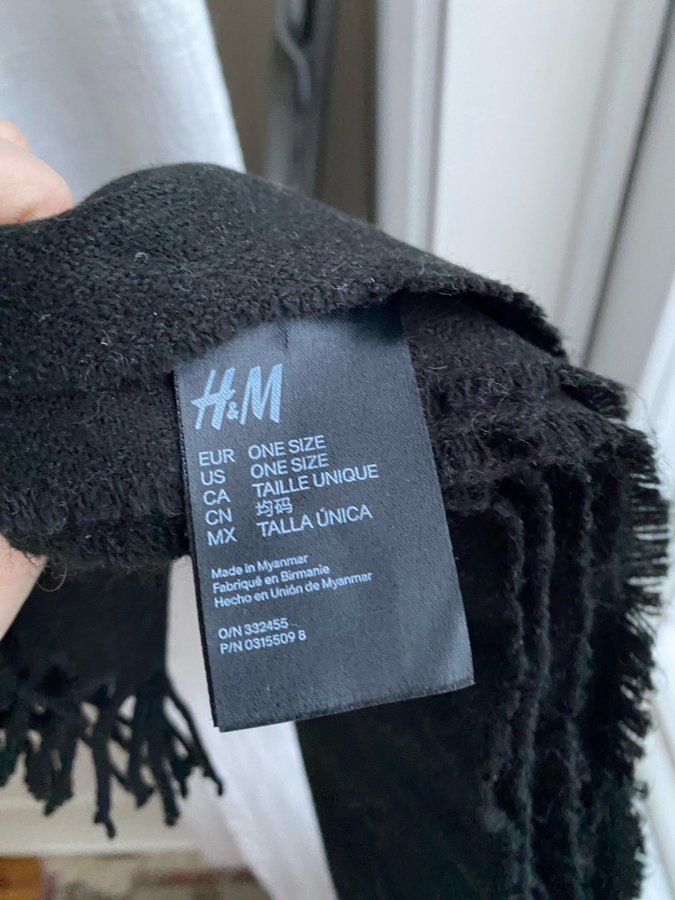 H&M
EUR ONE SIZE
US ONE SIZE
CA TAILLE UNIQUE
CN 均码
MX TALLA ÚNICA
Made in Myanmar
Fabriqué en Birmanie
Hecho en Unión de Myanmar
O/N 332455
P/N 0315509 8